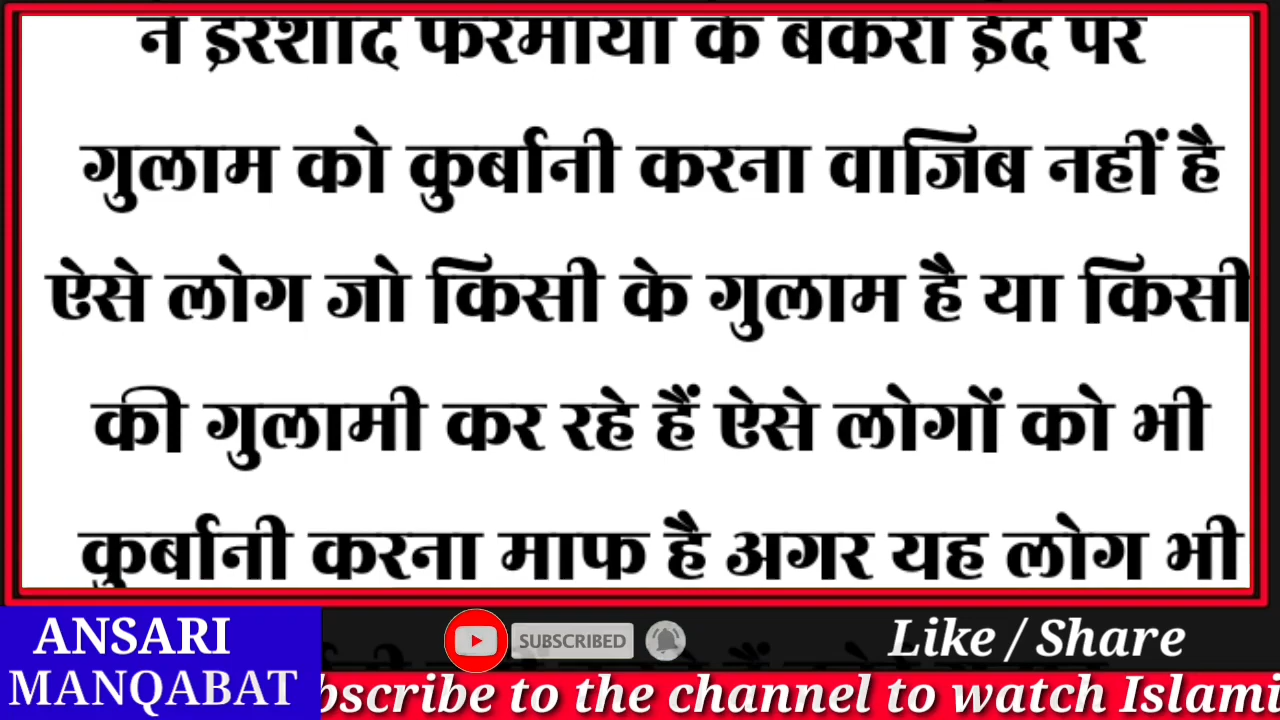 ने इरशाद फरमाया के बकरा ईद पर
गुलाम को कुर्बानी करना वाजिब नहीं है
ऐसे लोग जो किसी के गुलाम है या किसी
की गुलामी कर रहे हैं ऐसे लोगों को भी
कुर्बानी करना माफ है अगर यह लोग भी
ANSARI
MANQABAT
SUBSCRIBED
Like / Share
bscribe to the channel to watch Islami